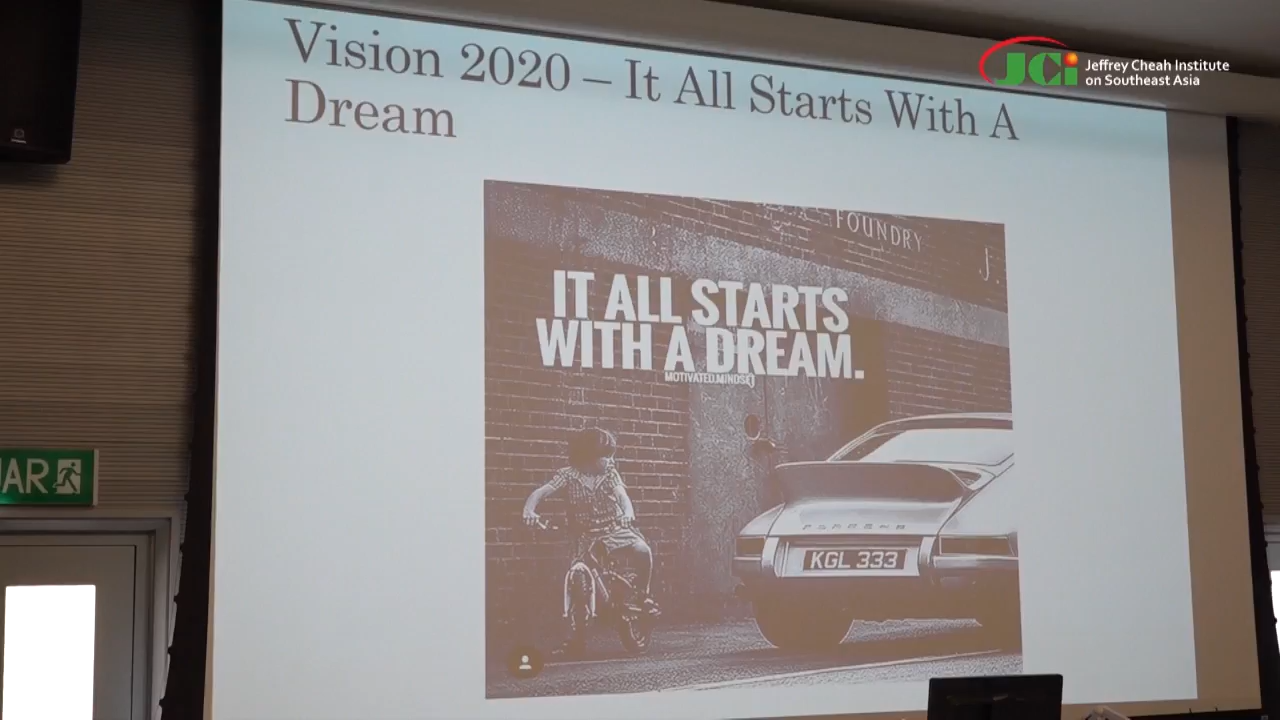 Vision 2020 – It All Starts With A
Dream
JCi
Jeffrey Cheah Institute
on Southeast Asia
FOUNDRY
J.
IT ALL STARTS
WITH A DREAM.
MOTIVATED.MINDSET
PORSCHE
KGL 333
UAR